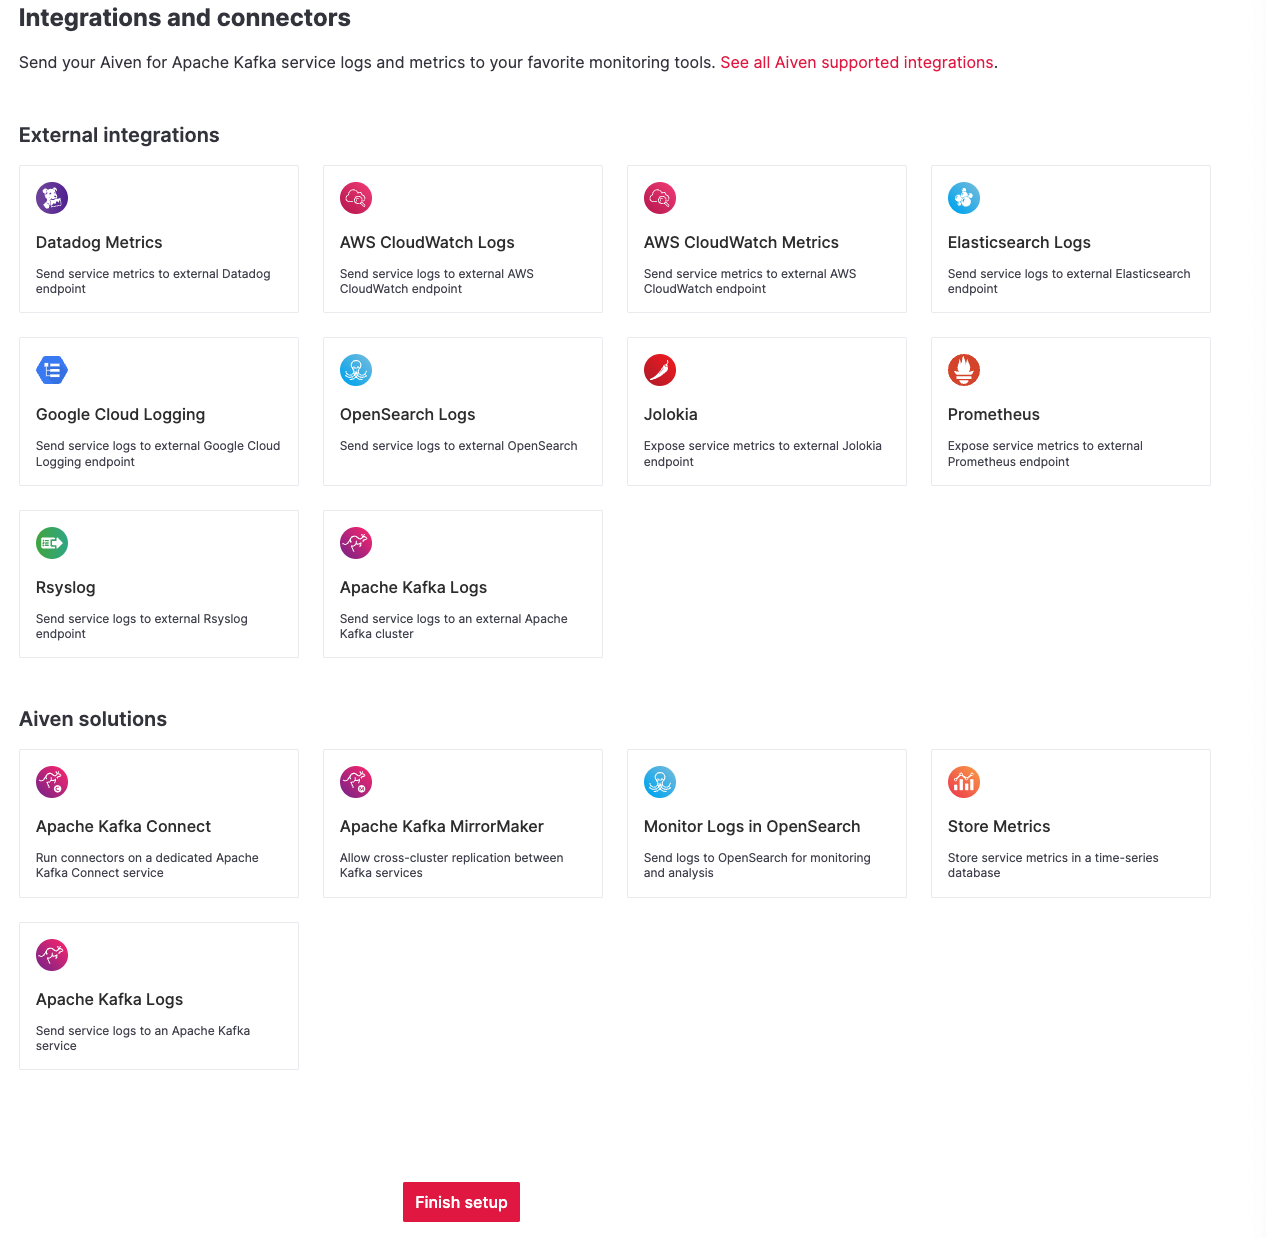 Integrations and connectors
Send your Aiven for Apache Kafka service logs and metrics to your favorite monitoring tools. See all Aiven supported integrations.
External integrations
Datadog Metrics
Send service metrics to external Datadog
endpoint
AWS CloudWatch Logs
Send service logs to external AWS
CloudWatch endpoint
AWS CloudWatch Metrics
Send service metrics to external AWS
CloudWatch endpoint
Elasticsearch Logs
Send service logs to external Elasticsearch
endpoint
Google Cloud Logging
Send service logs to external Google Cloud
Logging endpoint
OpenSearch Logs
Send service logs to external OpenSearch
Jolokia
Expose service metrics to external Jolokia
endpoint
Prometheus
Expose service metrics to external
Prometheus endpoint
Rsyslog
Send service logs to external Rsyslog
endpoint
Apache Kafka Logs
Send service logs to an external Apache
Kafka cluster
Aiven solutions
Apache Kafka Connect
Run connectors on a dedicated Apache
Kafka Connect service
Apache Kafka MirrorMaker
Allow cross-cluster replication between
Kafka services
Monitor Logs in OpenSearch
Send logs to OpenSearch for monitoring
and analysis
Store Metrics
Store service metrics in a time-series
database
Apache Kafka Logs
Send service logs to an Apache Kafka
service
Finish setup